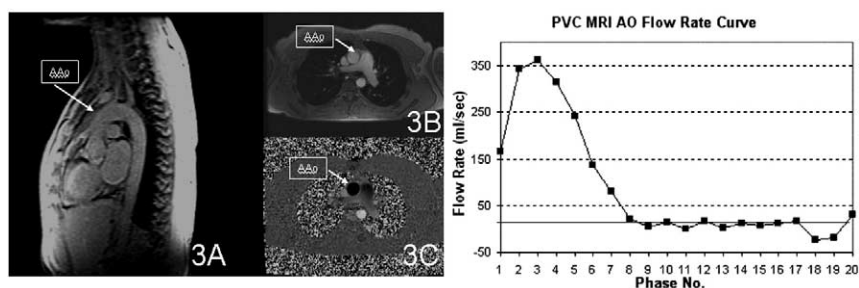 AAo
3A
AAo
3B
AAo
3C
PVC MRI AO Flow Rate Curve
Flow Rate (ml/sec)
350
250
150
50
-50
1 2 3 4 5 6 7 8 9 10 11 12 13 14 15 16 17 18 19 20
Phase No.